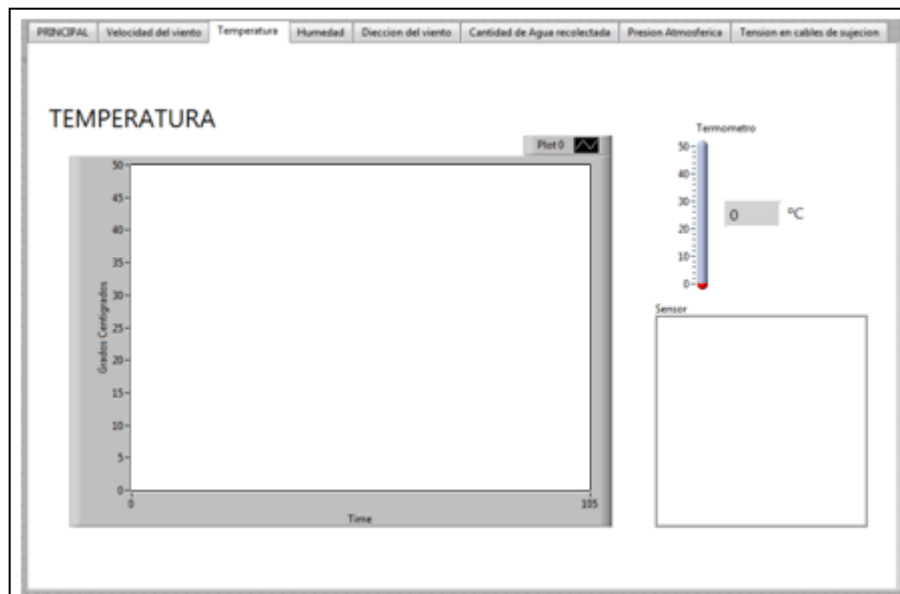 PRINCIPAL Velocidad del viento Temperatura Humedad Dieccion del viento Cantidad de Agua recolectada Presion Atmosferica Tension en cables de sujecion
TEMPERATURA
Plot 0
50
45
40
35
30
25
20
15
10
5
0
Grados Centigrados
0 105
Time
Termometro
50
40
30
20
10
0
0 ºC
Sensor